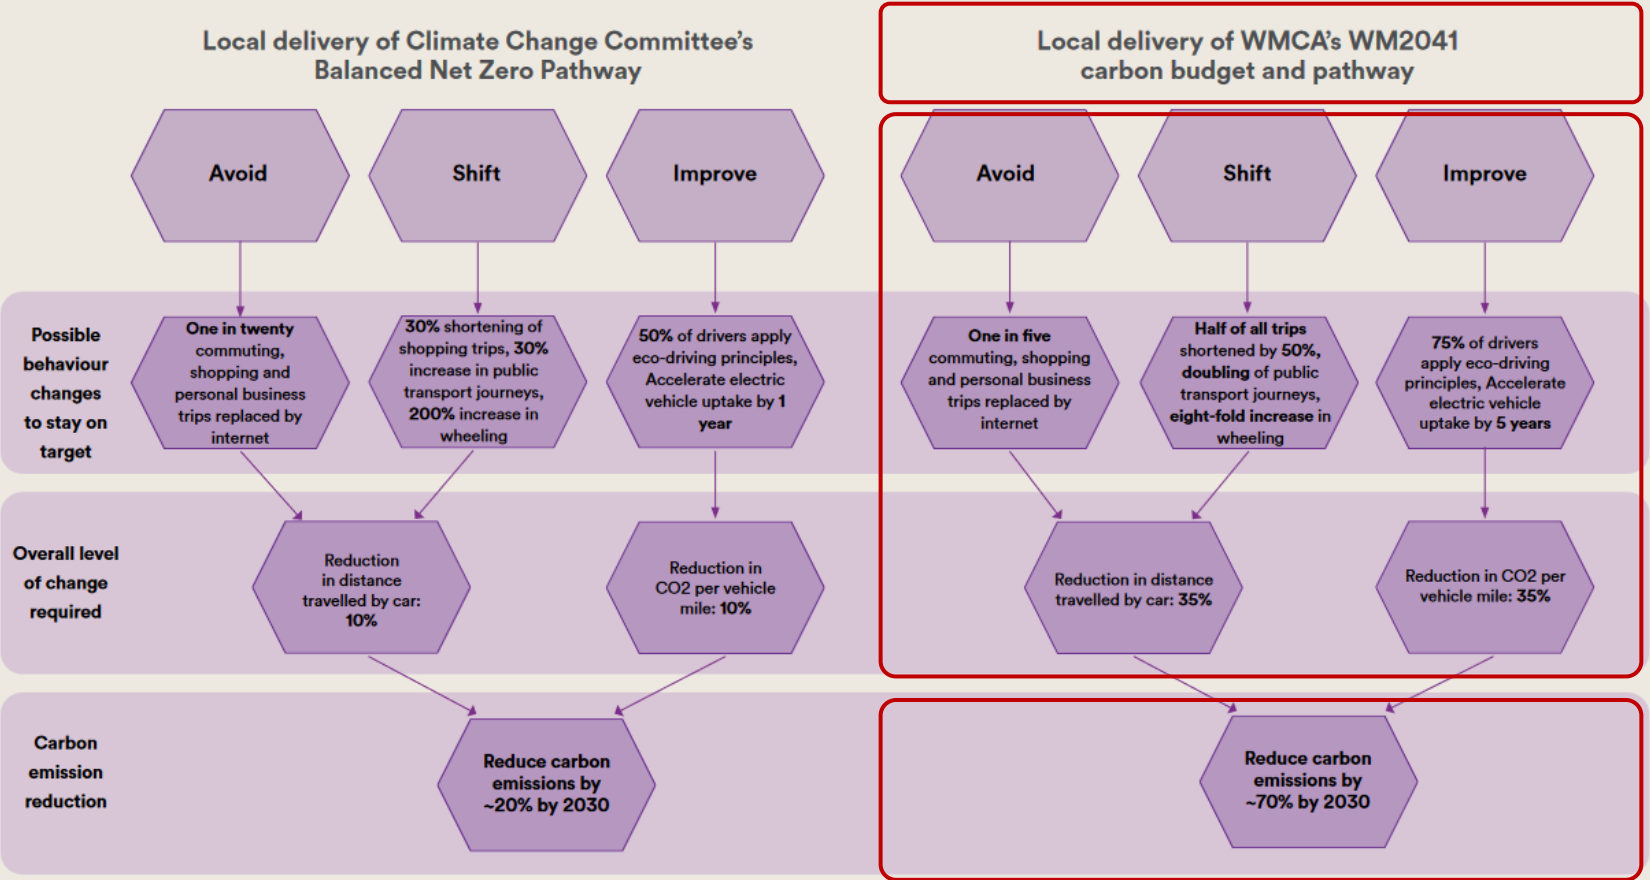 Local delivery of Climate Change Committee's
Balanced Net Zero Pathway
Local delivery of WMCA's WM2041
carbon budget and pathway
Avoid
Shift
Improve
Avoid
Shift
Improve
Possible
behaviour
changes
to stay on
target
One in twenty
commuting,
shopping and
personal business
trips replaced by
internet
30% shortening of
shopping trips, 30%
increase in public
transport journeys,
200% increase in
wheeling
50% of drivers apply
eco-driving principles,
Accelerate electric
vehicle uptake by 1
year
One in five
commuting, shopping
and personal business
trips replaced by
internet
Half of all trips
shortened by 50%,
doubling of public
transport journeys,
eight-fold increase in
wheeling
75% of drivers
apply eco-driving
principles, Accelerate
electric vehicle
uptake by 5 years
Overall level
of change
required
Reduction
in distance
travelled by car:
10%
Reduction in
CO2 per vehicle
mile: 10%
Reduction in distance
travelled by car: 35%
Reduction in CO2 per
vehicle mile: 35%
Carbon
emission
reduction
Reduce carbon
emissions by
~20% by 2030
Reduce carbon
emissions by
~70% by 2030